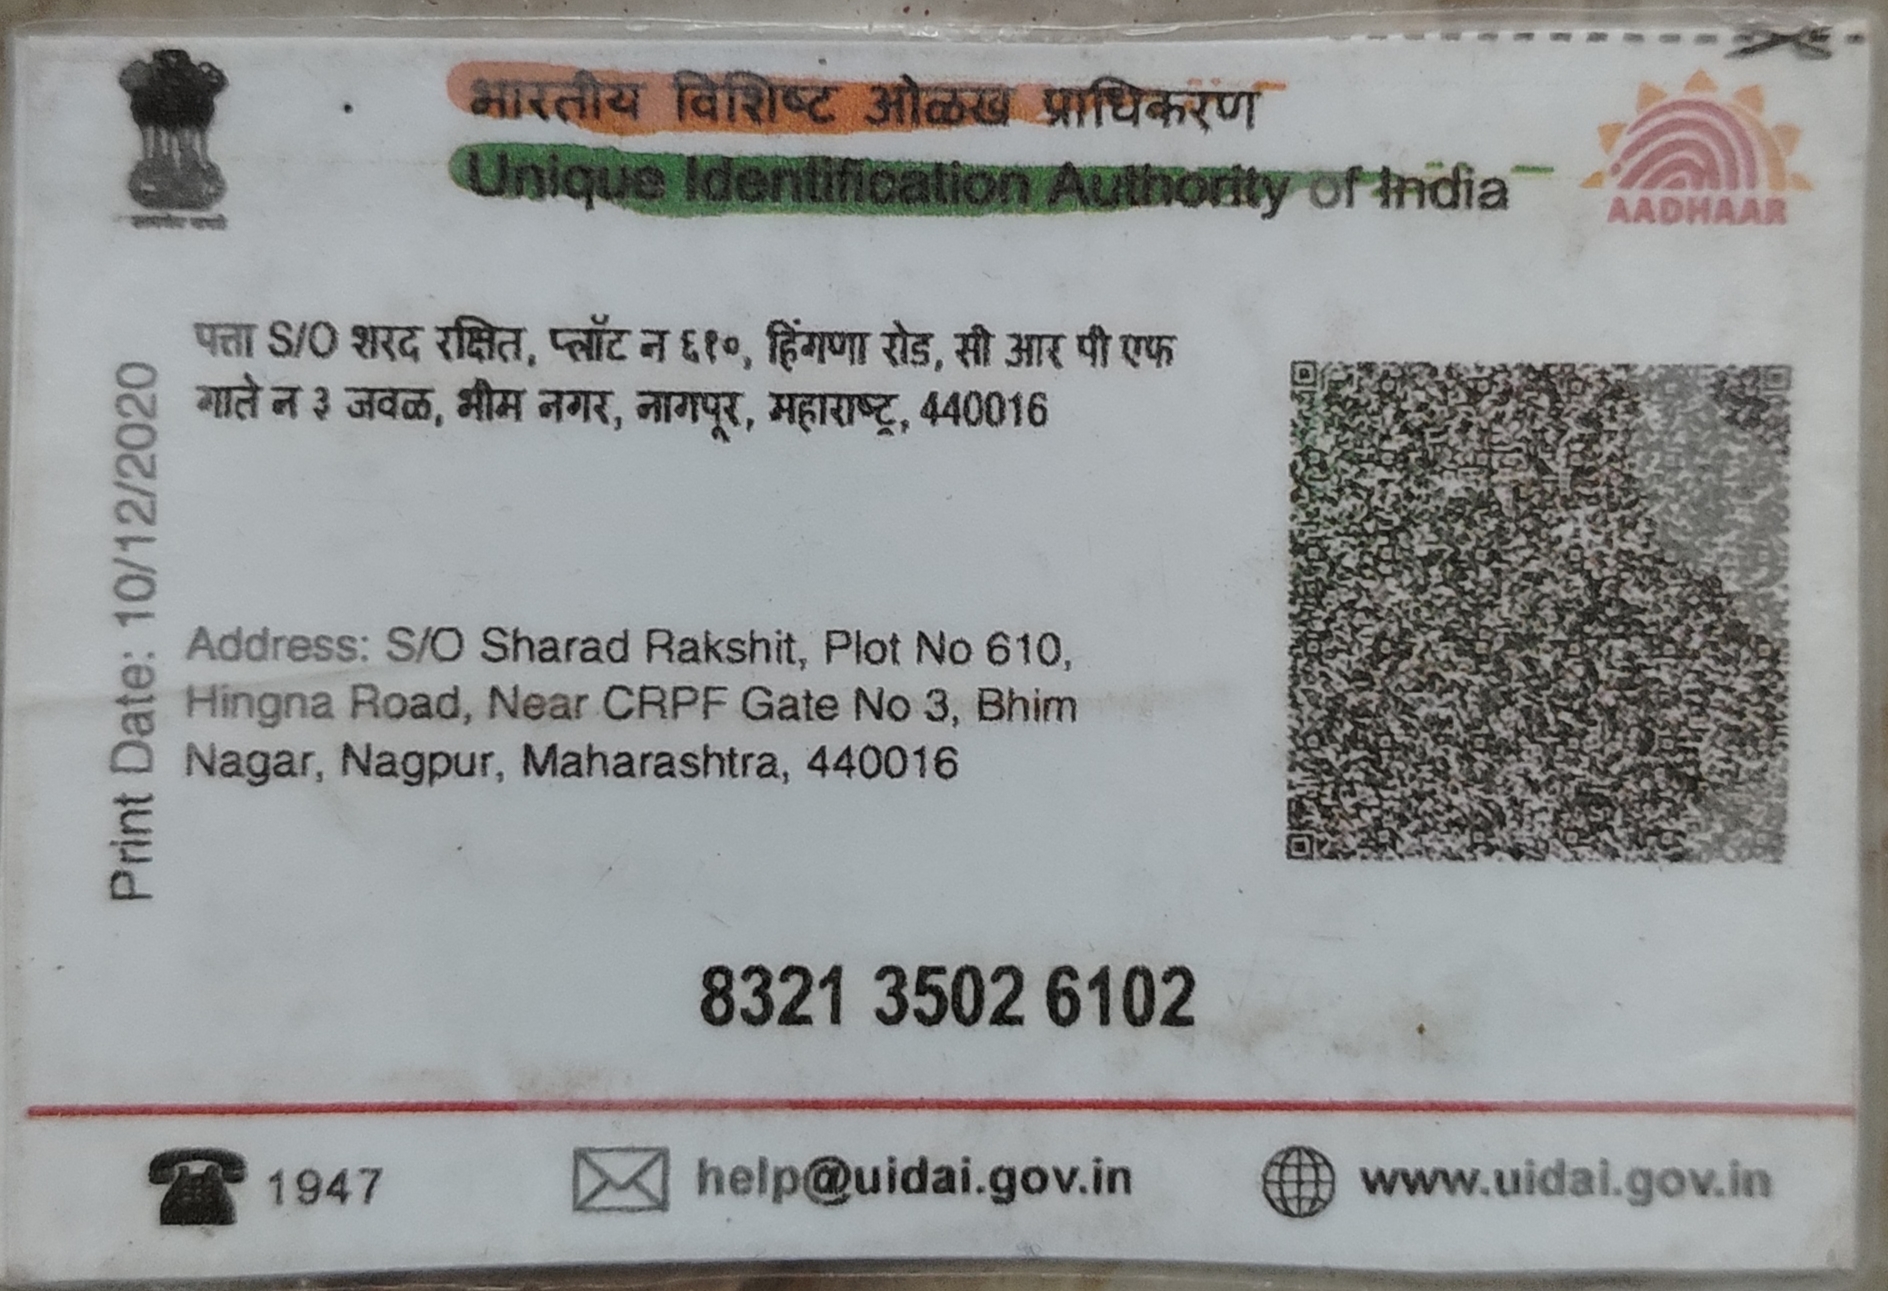 भारतीय विशिष्ट ओळख प्राधिकरण
Unique Identification Authority of India
AADHAAR
पत्ता S/O शरद रक्षित, प्लॉट न ६१०, हिंगणा रोड, सी आर पी एफ
गाते न ३ जवळ, भीम नगर, नागपूर, महाराष्ट्र, 440016
Print Date: 10/12/2020
Address: S/O Sharad Rakshit, Plot No 610,
Hingna Road, Near CRPF Gate No 3, Bhim
Nagar, Nagpur, Maharashtra, 440016
8321 3502 6102
1947
help@uidai.gov.in
www.uidai.gov.in